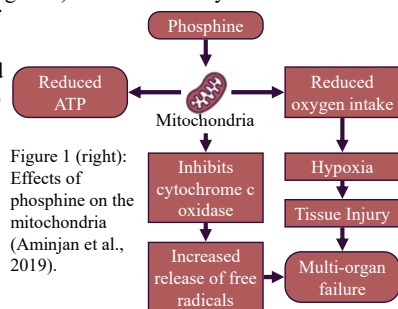 Phosphine
Reduced
ATP
Mitochondria
Reduced
oxygen intake
Inhibits
cytochrome c
oxidase
Hypoxia
Tissue Injury
Increased
release of free
radicals
Multi-organ
failure
Figure 1 (right):
Effects of
phosphine on the
mitochondria
(Aminjan et al.,
2019).